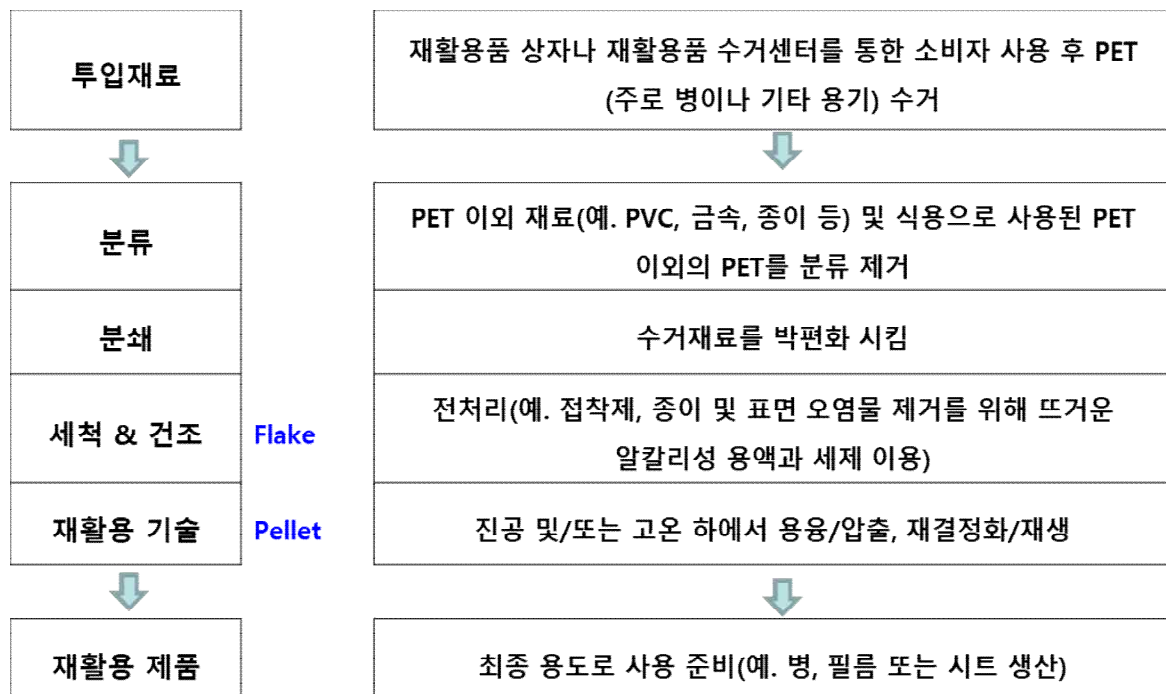 투입재료
재활용품 상자나 재활용품 수거센터를 통한 소비자 사용 후 PET
(주로 병이나 기타 용기) 수거
분류
PET 이외 재료(예. PVC, 금속, 종이 등) 및 식용으로 사용된 PET
이외의 PET를 분류 제거
분쇄
수거재료를 박편화 시킴
세척 & 건조
Flake
전처리(예. 접착제, 종이 및 표면 오염물 제거를 위해 뜨거운
알칼리성 용액과 세제 이용)
재활용 기술
Pellet
진공 및/또는 고온 하에서 용융/압출, 재결정화/재생
재활용 제품
최종 용도로 사용 준비(예. 병, 필름 또는 시트 생산)